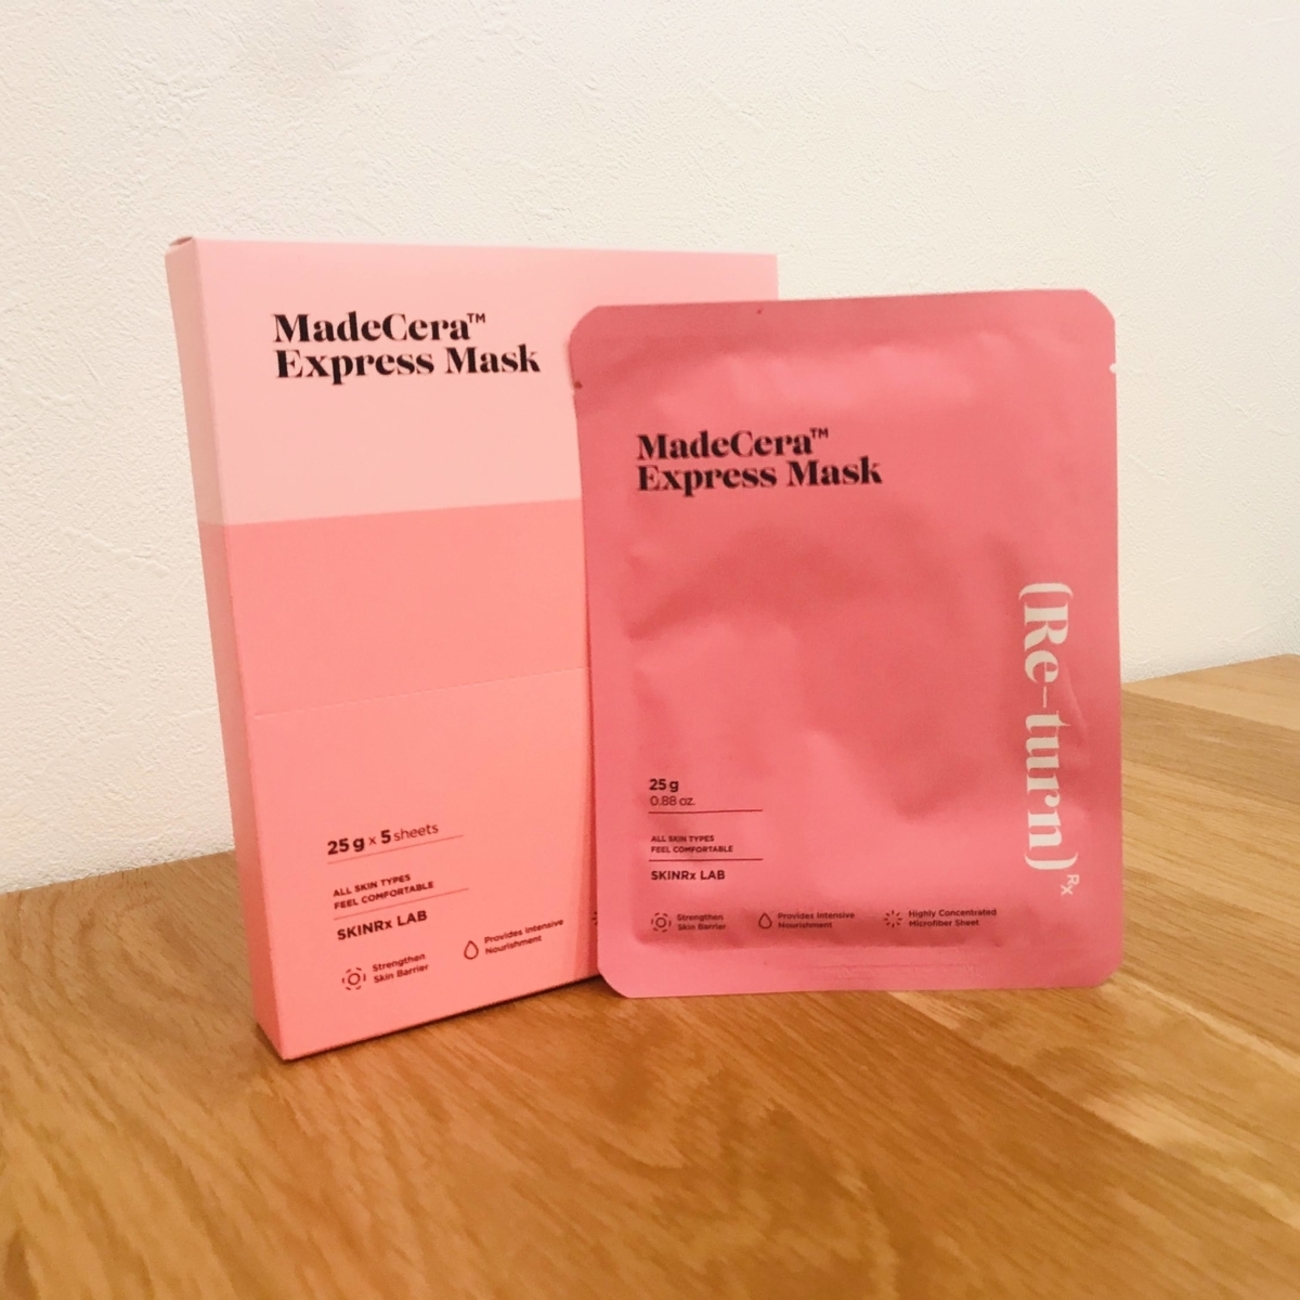 MadeCera™
Express Mask
25 g x 5 sheets
ALL SKIN TYPES
FEEL COMFORTABLE
SKINRx LAB
Strengthen
Skin Barrier
Provides Intensive
Nourishment
MadeCera™
Express Mask
(Re-turn)Rx
25 g
0.88 oz.
ALL SKIN TYPES
FEEL COMFORTABLE
SKINRx LAB
Strengthen
Skin Barrier
Provides Intensive
Nourishment
Highly Concentrated
Microfiber Sheet